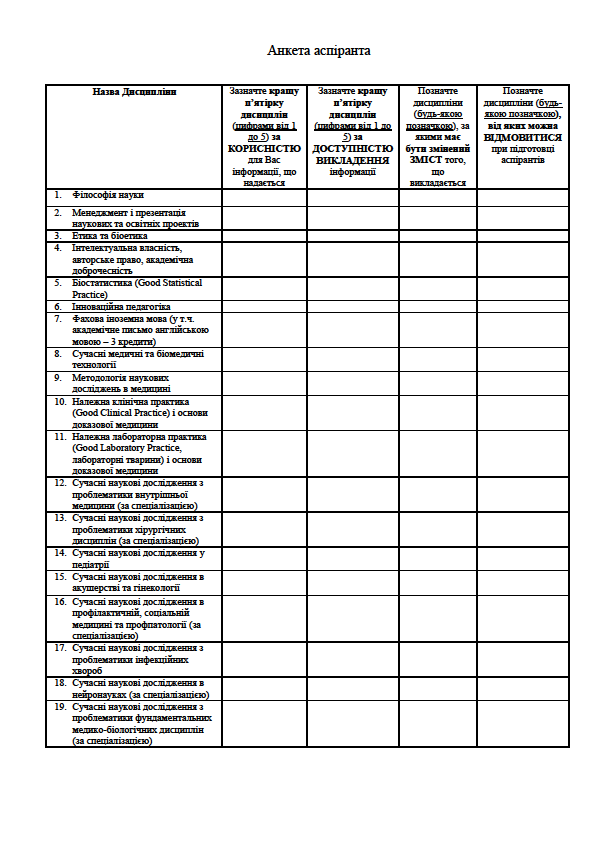 Анкета аспіранта
Назва Дисципліни
Зазначте кращу
п’ятірку
дисциплін
(цифрами від 1
до 5) за
КОРИСНІСТЮ
для Вас
інформації, що
надається
Зазначте кращу
п’ятірку
дисциплін
(цифрами від 1 до
5) за
ДОСТУПНІСТЮ
ВИКЛАДЕННЯ
інформації
Позначте
дисципліни
(будь-якою
позначкою), за
якими має
бути змінений
ЗМІСТ того,
що
викладається
Позначте
дисципліни (будь-
якою позначкою),
від яких можна
ВІДМОВИТИСЯ
при підготовці
аспірантів
1. Філософія науки
2. Менеджмент і презентація
наукових та освітніх проектів
3. Етика та біоетика
4. Інтелектуальна власність,
авторське право, академічна
доброчесність
5. Біостатистика (Good Statistical
Practice)
6. Інноваційна педагогіка
7. Фахова іноземна мова (у т.ч.
академічне письмо англійською
мовою – 3 кредити)
8. Сучасні медичні та біомедичні
технології
9. Методологія наукових
досліджень в медицині
10. Належна клінічна практика
(Good Clinical Practice) і основи
доказової медицини
11. Належна лабораторна практика
(Good Laboratory Practice,
лабораторні тварини) і основи
доказової медицини
12. Сучасні наукові дослідження з
проблематики внутрішньої
медицини (за спеціалізацією)
13. Сучасні наукові дослідження з
проблематики хірургічних
дисциплін (за спеціалізацією)
14. Сучасні наукові дослідження у
педіатрії
15. Сучасні наукові дослідження в
акушерстві та гінекології
16. Сучасні наукові дослідження в
профілактичній, соціальній
медицині та профпатології (за
спеціалізацією)
17. Сучасні наукові дослідження з
проблематики інфекційних
хвороб
18. Сучасні наукові дослідження в
нейронауках (за спеціалізацією)
19. Сучасні наукові дослідження з
проблематики фундаментальних
медико-біологічних дисциплін
(за спеціалізацією)